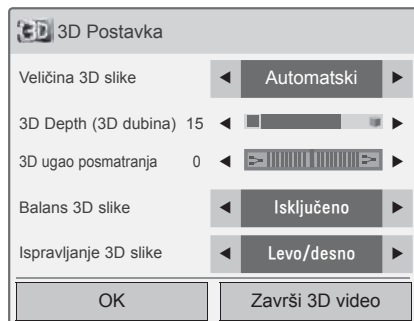 3D 3D Postavka
Veličina 3D slike ◀ Automatski ▶
3D Depth (3D dubina) 15 ◀ ▶
3D ugao posmatranja 0 ◀ ▶
Balans 3D slike ◀ Isključeno ▶
Ispravljanje 3D slike ◀ Levo/desno ▶
OK Završi 3D video